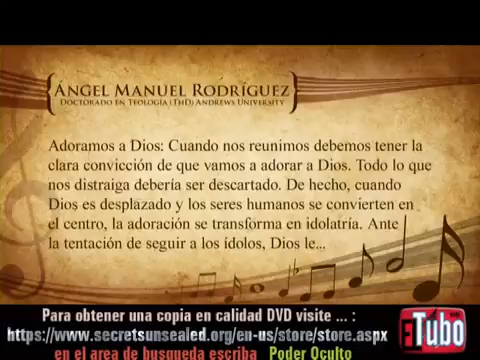 {ÁNGEL MANUEL RODRÍGUEZ}
DOCTORADO EN TEOLOGÍA (THD) ANDREWS UNIVERSITY
Adoramos a Dios: Cuando nos reunimos debemos tener la
clara convicción de que vamos a adorar a Dios. Todo lo que
nos distraiga debería ser descartado. De hecho, cuando
Dios es desplazado y los seres humanos se convierten en
el centro, la adoración se transforma en idolatría. Ante
la tentación de seguir a los ídolos, Dios le...
Para obtener una copia en calidad DVD visite ... :
https://www.secretsunsealed.org/en-us/store/store.aspx
en el area de busqueda escriba Poder Oculto
FTubo